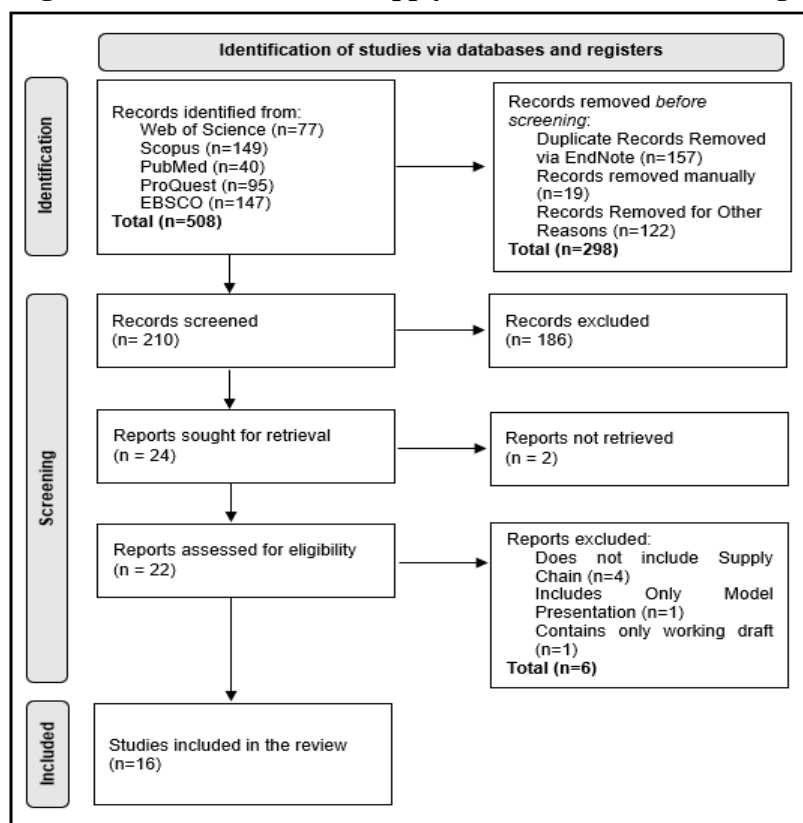 Identification of studies via databases and registers
Identification
Records identified from:
Web of Science (n=77)
Scopus (n=149)
PubMed (n=40)
ProQuest (n=95)
EBSCO (n=147)
Total (n=508)
Records removed before
screening:
Duplicate Records Removed
via EndNote (n=157)
Records removed manually
(n=19)
Records Removed for Other
Reasons (n=122)
Total (n=298)
Screening
Records screened
(n= 210)
Records excluded
(n= 186)
Reports sought for retrieval
(n = 24)
Reports not retrieved
(n = 2)
Reports assessed for eligibility
(n = 22)
Reports excluded:
Does not include Supply
Chain (n=4)
Includes Only Model
Presentation (n=1)
Contains only working draft
(n=1)
Total (n=6)
Included
Studies included in the review
(n=16)